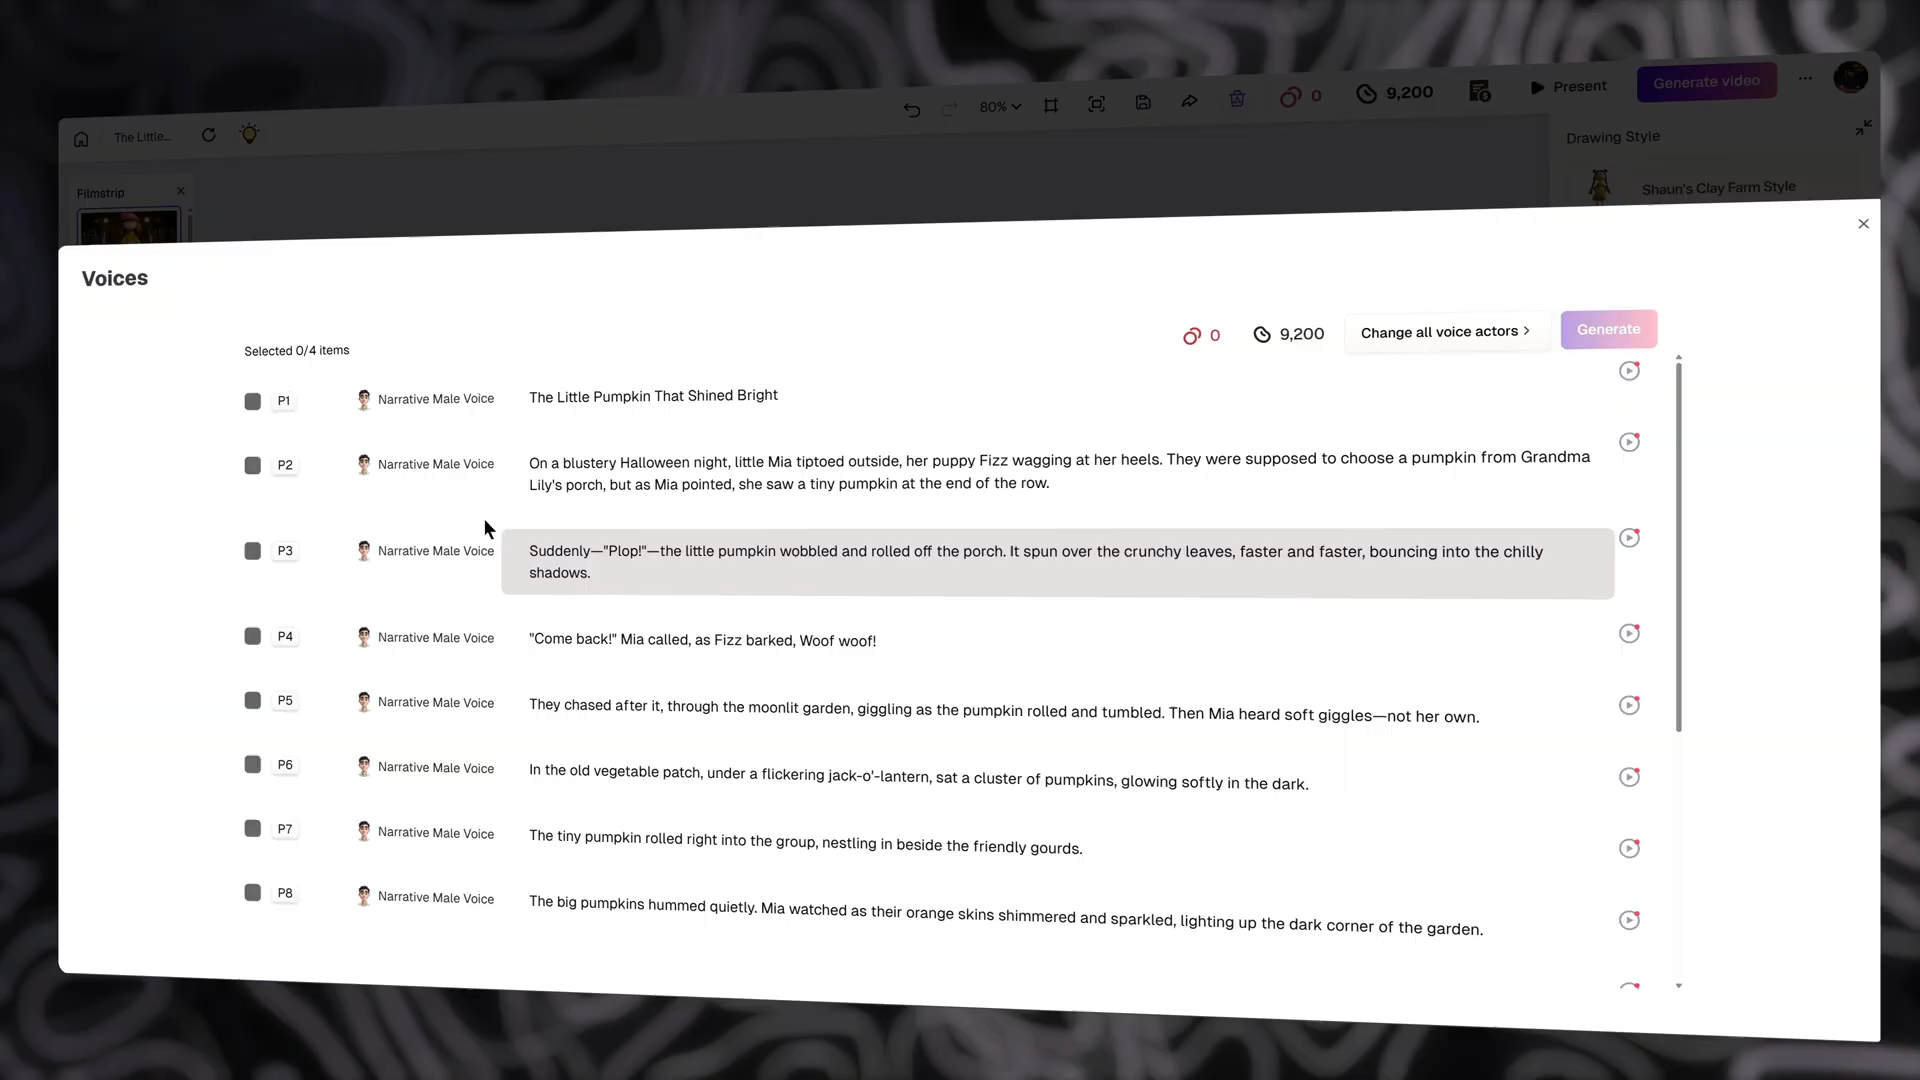 80%
0
9,200
Present
Generate video
The Little...
Drawing Style
Filmstrip
Shaun's Clay Farm Style
Voices
0
9,200
Change all voice actors
Generate
Selected 0/4 items
P1
Narrative Male Voice
The Little Pumpkin That Shined Bright
P2
Narrative Male Voice
On a blustery Halloween night, little Mia tiptoed outside, her puppy Fizz wagging at her heels. They were supposed to choose a pumpkin from Grandma
Lily's porch, but as Mia pointed, she saw a tiny pumpkin at the end of the row.
P3
Narrative Male Voice
Suddenly—"Plop!"—the little pumpkin wobbled and rolled off the porch. It spun over the crunchy leaves, faster and faster, bouncing into the chilly
shadows.
P4
Narrative Male Voice
"Come back!" Mia called, as Fizz barked, Woof woof!
P5
Narrative Male Voice
They chased after it, through the moonlit garden, giggling as the pumpkin rolled and tumbled. Then Mia heard soft giggles—not her own.
P6
Narrative Male Voice
In the old vegetable patch, under a flickering jack-o'-lantern, sat a cluster of pumpkins, glowing softly in the dark.
P7
Narrative Male Voice
The tiny pumpkin rolled right into the group, nestling in beside the friendly gourds.
P8
Narrative Male Voice
The big pumpkins hummed quietly. Mia watched as their orange skins shimmered and sparkled, lighting up the dark corner of the garden.